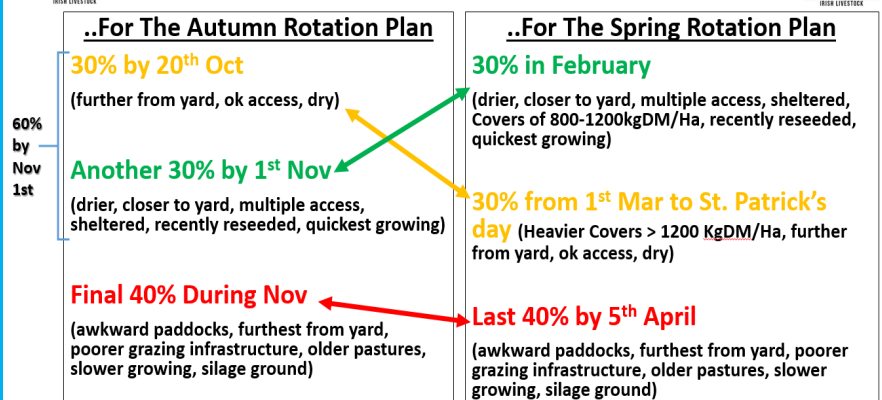 IRISH LIVESTOCK
IRISH LIVESTOCK
..For The Autumn Rotation Plan
30% by 20th Oct
(further from yard, ok access, dry)
60%
by
Nov
1st
Another 30% by 1st Nov
(drier, closer to yard, multiple access,
sheltered, recently reseeded, quickest growing)
Final 40% During Nov
(awkward paddocks, furthest from yard,
poorer grazing infrastructure, older pastures,
slower growing, silage ground)
..For The Spring Rotation Plan
30% in February
(drier, closer to yard, multiple access, sheltered,
Covers of 800-1200kgDM/Ha, recently reseeded,
quickest growing)
30% from 1st Mar to St. Patrick's
day (Heavier Covers > 1200 KgDM/Ha, further
from yard, ok access, dry)
Last 40% by 5th April
(awkward paddocks, furthest from yard, poorer
grazing infrastructure, older pastures, slower
growing, silage ground)